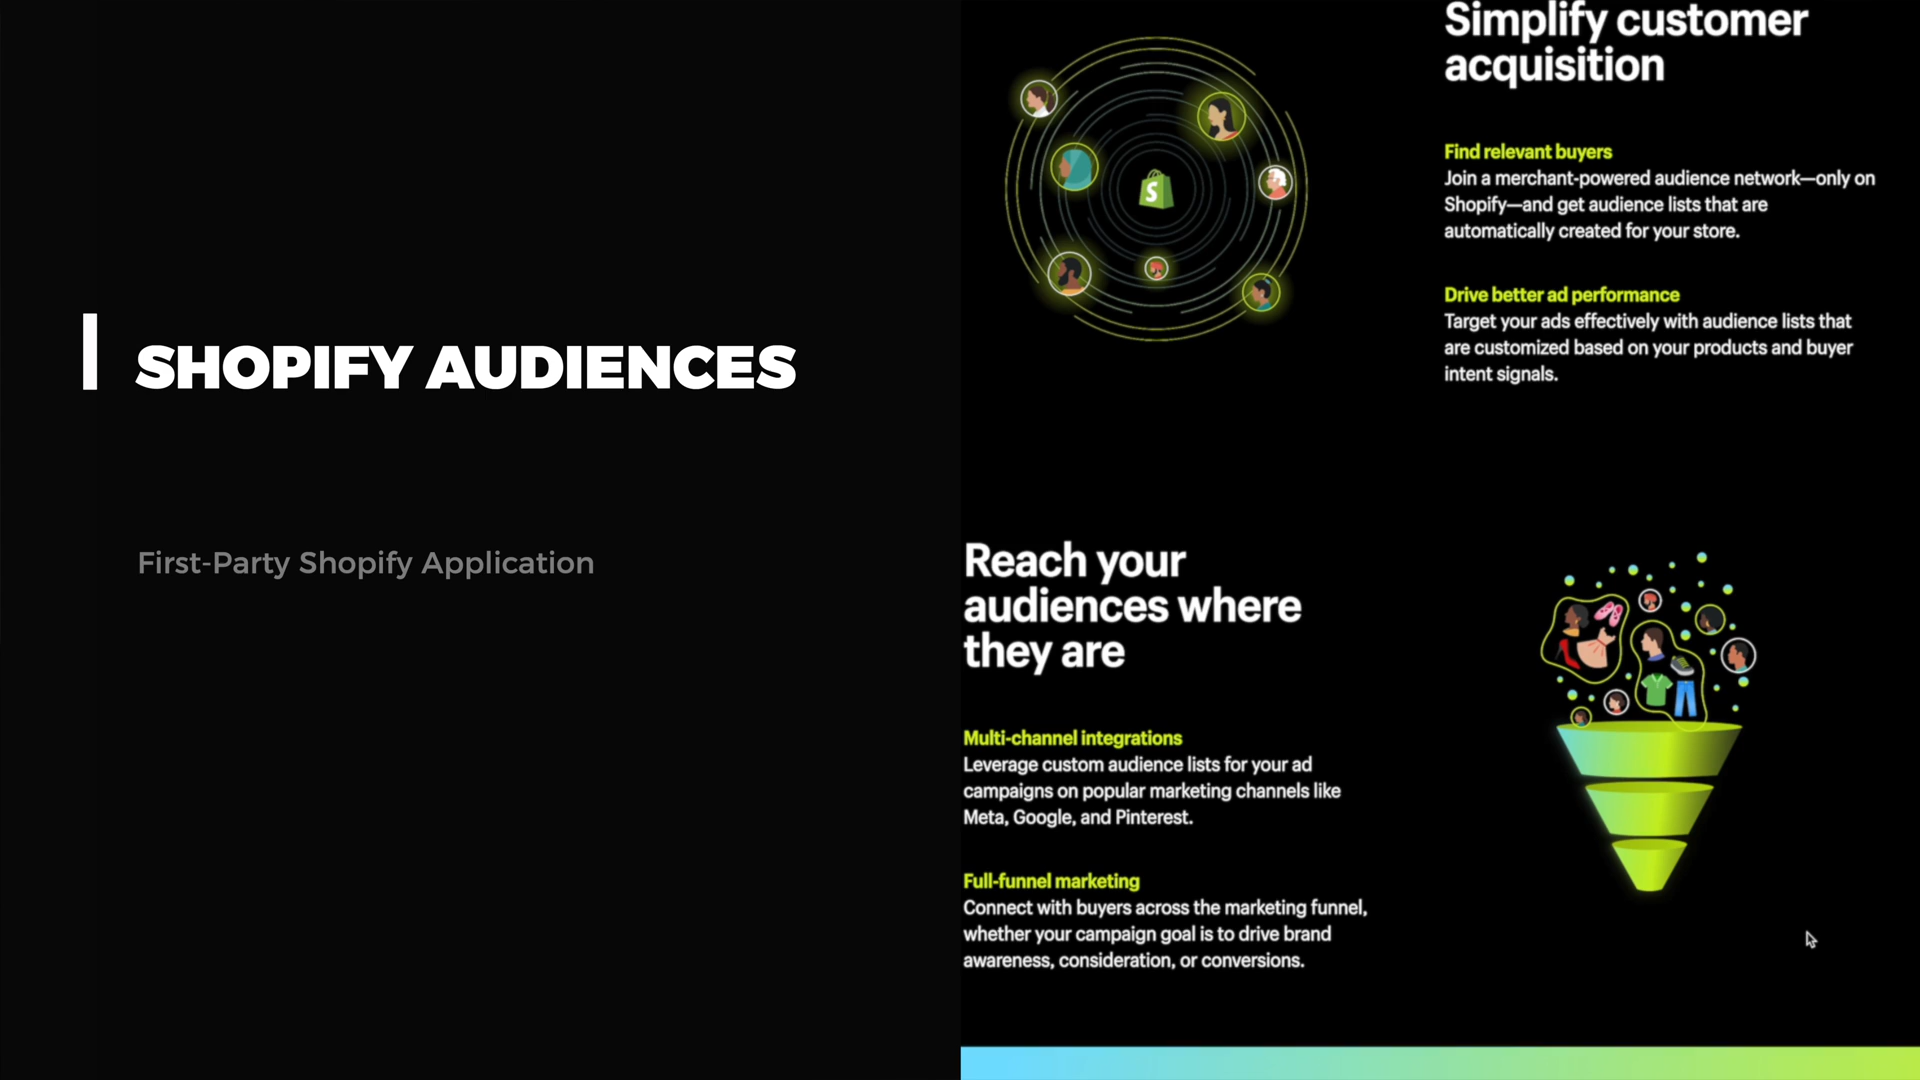 SHOPIFY AUDIENCES
First-Party Shopify Application
Simplify customer
acquisition
Find relevant buyers
Join a merchant-powered audience network—only on
Shopify—and get audience lists that are
automatically created for your store.
Drive better ad performance
Target your ads effectively with audience lists that
are customized based on your products and buyer
intent signals.
S
Reach your
audiences where
they are
Multi-channel integrations
Leverage custom audience lists for your ad
campaigns on popular marketing channels like
Meta, Google, and Pinterest.
Full-funnel marketing
Connect with buyers across the marketing funnel,
whether your campaign goal is to drive brand
awareness, consideration, or conversions.